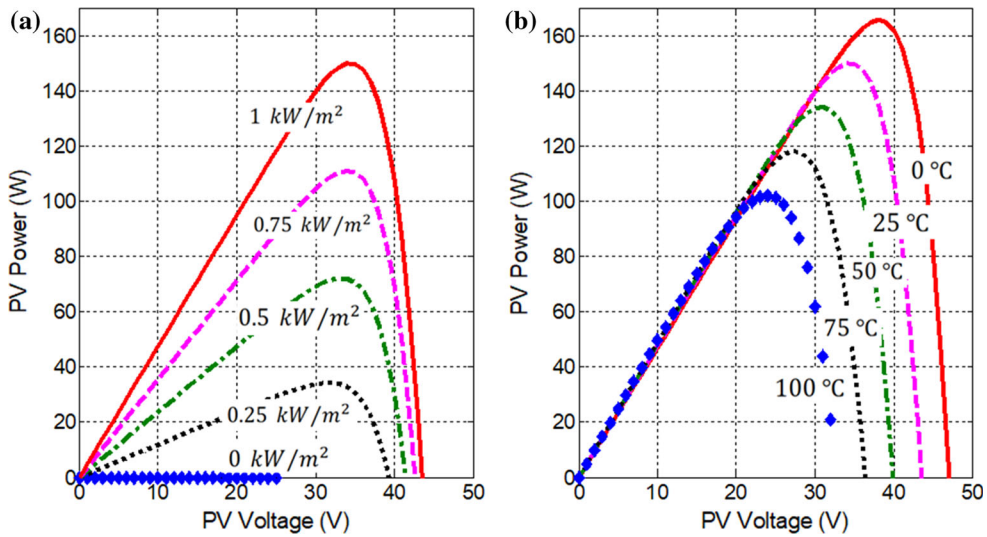 (a)
160
140
120
100
80
60
40
20
0
PV Power (W)
1 kW/m²
0.75 kW/m²
0.5 kW/m²
0.25 kW/m²
0 kW/m²
0 10 20 30 40 50
PV Voltage (V)
(b)
160
140
120
100
80
60
40
20
0
PV Power (W)
0 °C
25 °C
50 °C
75 °C
100 °C
0 10 20 30 40 50
PV Voltage (V)